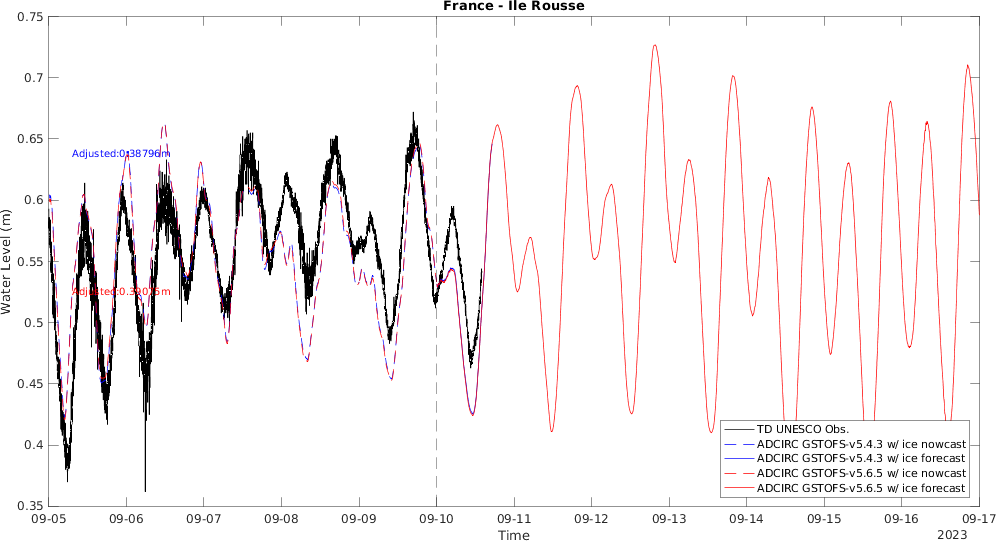 France - Ile Rousse
Water Level (m)
0.75
0.7
0.65
0.6
0.55
0.5
0.45
0.4
0.35
Adjusted:0.38796m
TD UNESCO Obs.
ADCIRC GSTOFS-v5.4.3 w/ ice nowcast
ADCIRC GSTOFS-v5.4.3 w/ ice forecast
ADCIRC GSTOFS-v5.6.5 w/ ice nowcast
ADCIRC GSTOFS-v5.6.5 w/ ice forecast
09-05 09-06 09-07 09-08 09-09 09-10 09-11 09-12 09-13 09-14 09-15 09-16 09-17
Time
2023